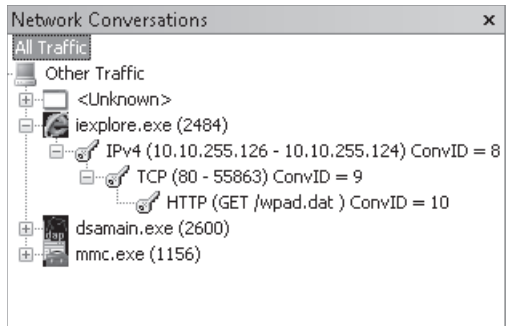 Network Conversations x
All Traffic
Other Traffic
<Unknown>
iexplore.exe (2484)
IPv4 (10.10.255.126 - 10.10.255.124) ConvID = 8
TCP (80 - 55863) ConvID = 9
HTTP (GET /wpad.dat ) ConvID = 10
dsamain.exe (2600)
mmc.exe (1156)